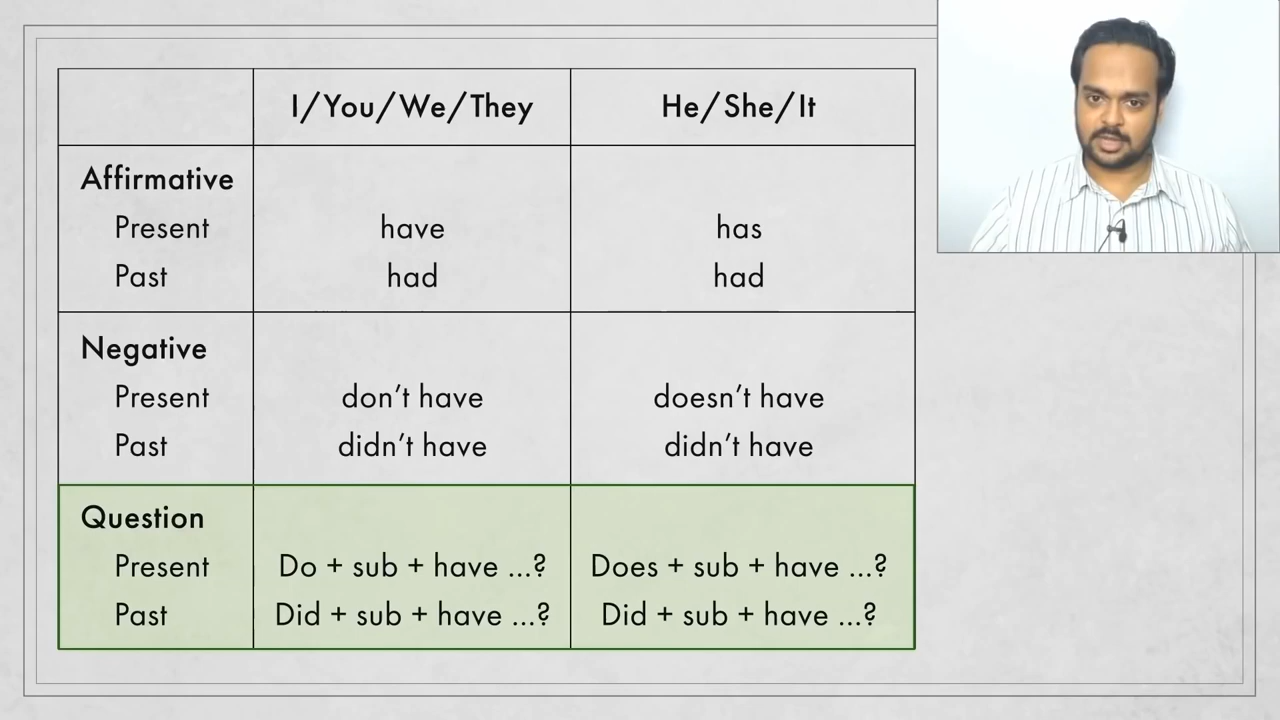 I/You/We/They He/She/It
Affirmative
Present have has
Past had had
Negative
Present don’t have doesn’t have
Past didn’t have didn’t have
Question
Present Do + sub + have ...? Does + sub + have ...?
Past Did + sub + have ...? Did + sub + have ...?